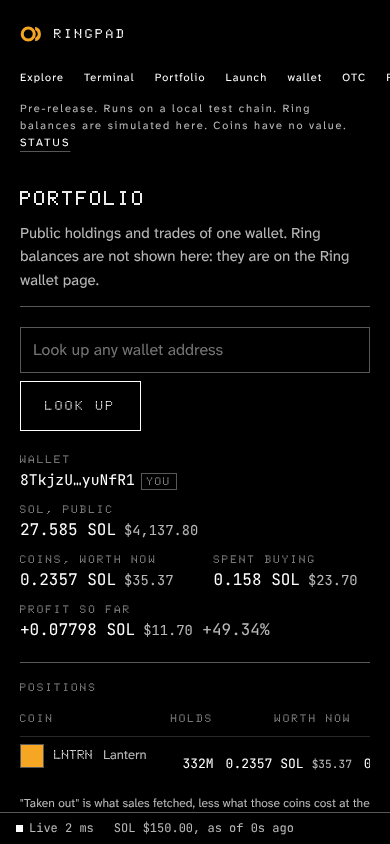 RINGPAD
Explore Terminal Portfolio Launch wallet OTC
Pre-release. Runs on a local test chain. Ring
balances are simulated here. Coins have no value.
STATUS
PORTFOLIO
Public holdings and trades of one wallet. Ring
balances are not shown here: they are on the Ring
wallet page.
Look up any wallet address
LOOK UP
WALLET
8TkjzU…yuNfR1 YOU
SOL, PUBLIC
27.585 SOL $4,137.80
COINS, WORTH NOW SPENT BUYING
0.2357 SOL $35.37 0.158 SOL $23.70
PROFIT SO FAR
+0.07798 SOL $11.70 +49.34%
POSITIONS
COIN HOLDS WORTH NOW
LNTRN Lantern 332M 0.2357 SOL $35.37
"Taken out" is what sales fetched, less what those coins cost at the
Live 2 ms SOL $150.00, as of 0s ago